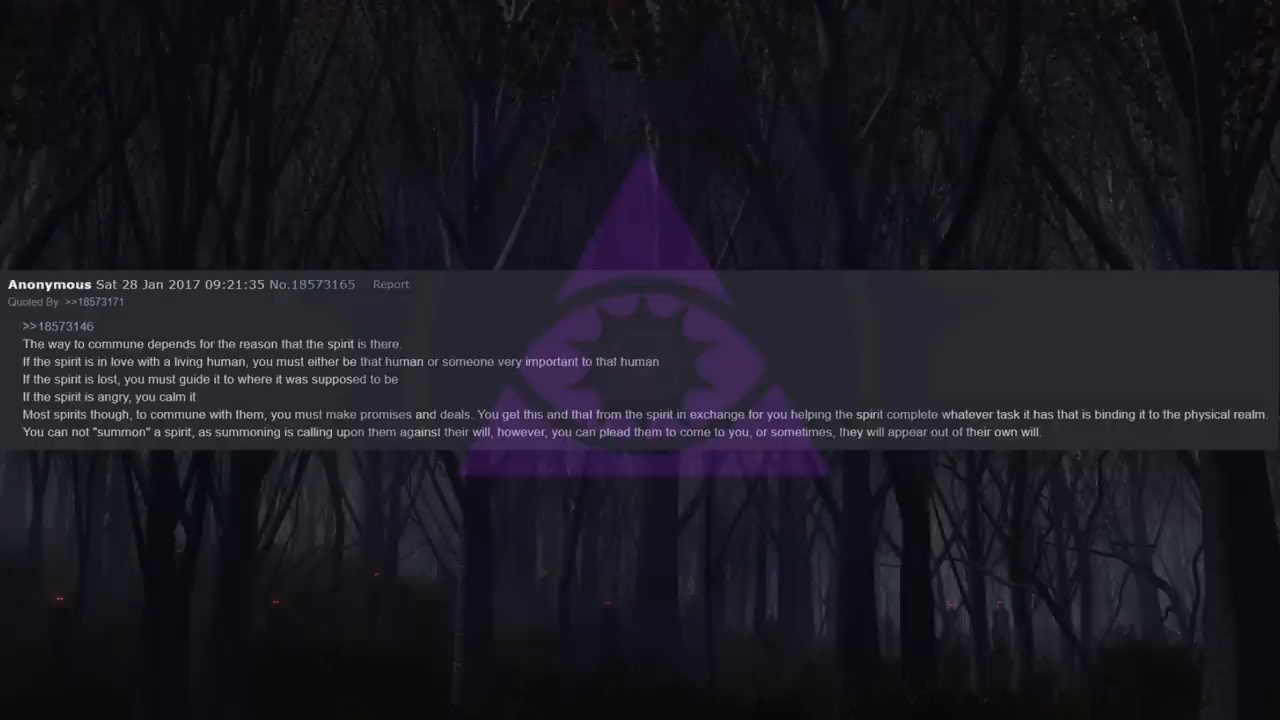 Anonymous Sat 28 Jan 2017 09:21:35 No.18573165 Report
Quoted By >>18573171
>>18573146
The way to commune depends for the reason that the spirit is there.
If the spirit is in love with a living human, you must either be that human or someone very important to that human
If the spirit is lost, you must guide it to where it was supposed to be
If the spirit is angry, you calm it
Most spirits though, to commune with them, you must make promises and deals. You get this and that from the spirit in exchange for you helping the spirit complete whatever task it has that is binding it to the physical realm.
You can not "summon" a spirit, as summoning is calling upon them against their will, however, you can plead them to come to you, or sometimes, they will appear out of their own will.